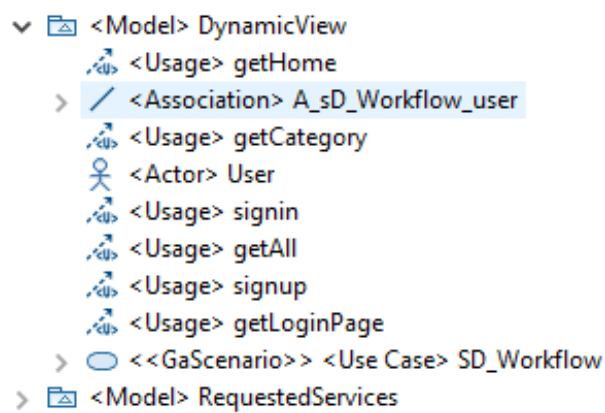 <Model> DynamicView
<Usage> getHome
<Association> A_sD_Workflow_user
<Usage> getCategory
<Actor> User
<Usage> signin
<Usage> getAll
<Usage> signup
<Usage> getLoginPage
<<GaScenario>> <Use Case> SD_Workflow
<Model> RequestedServices